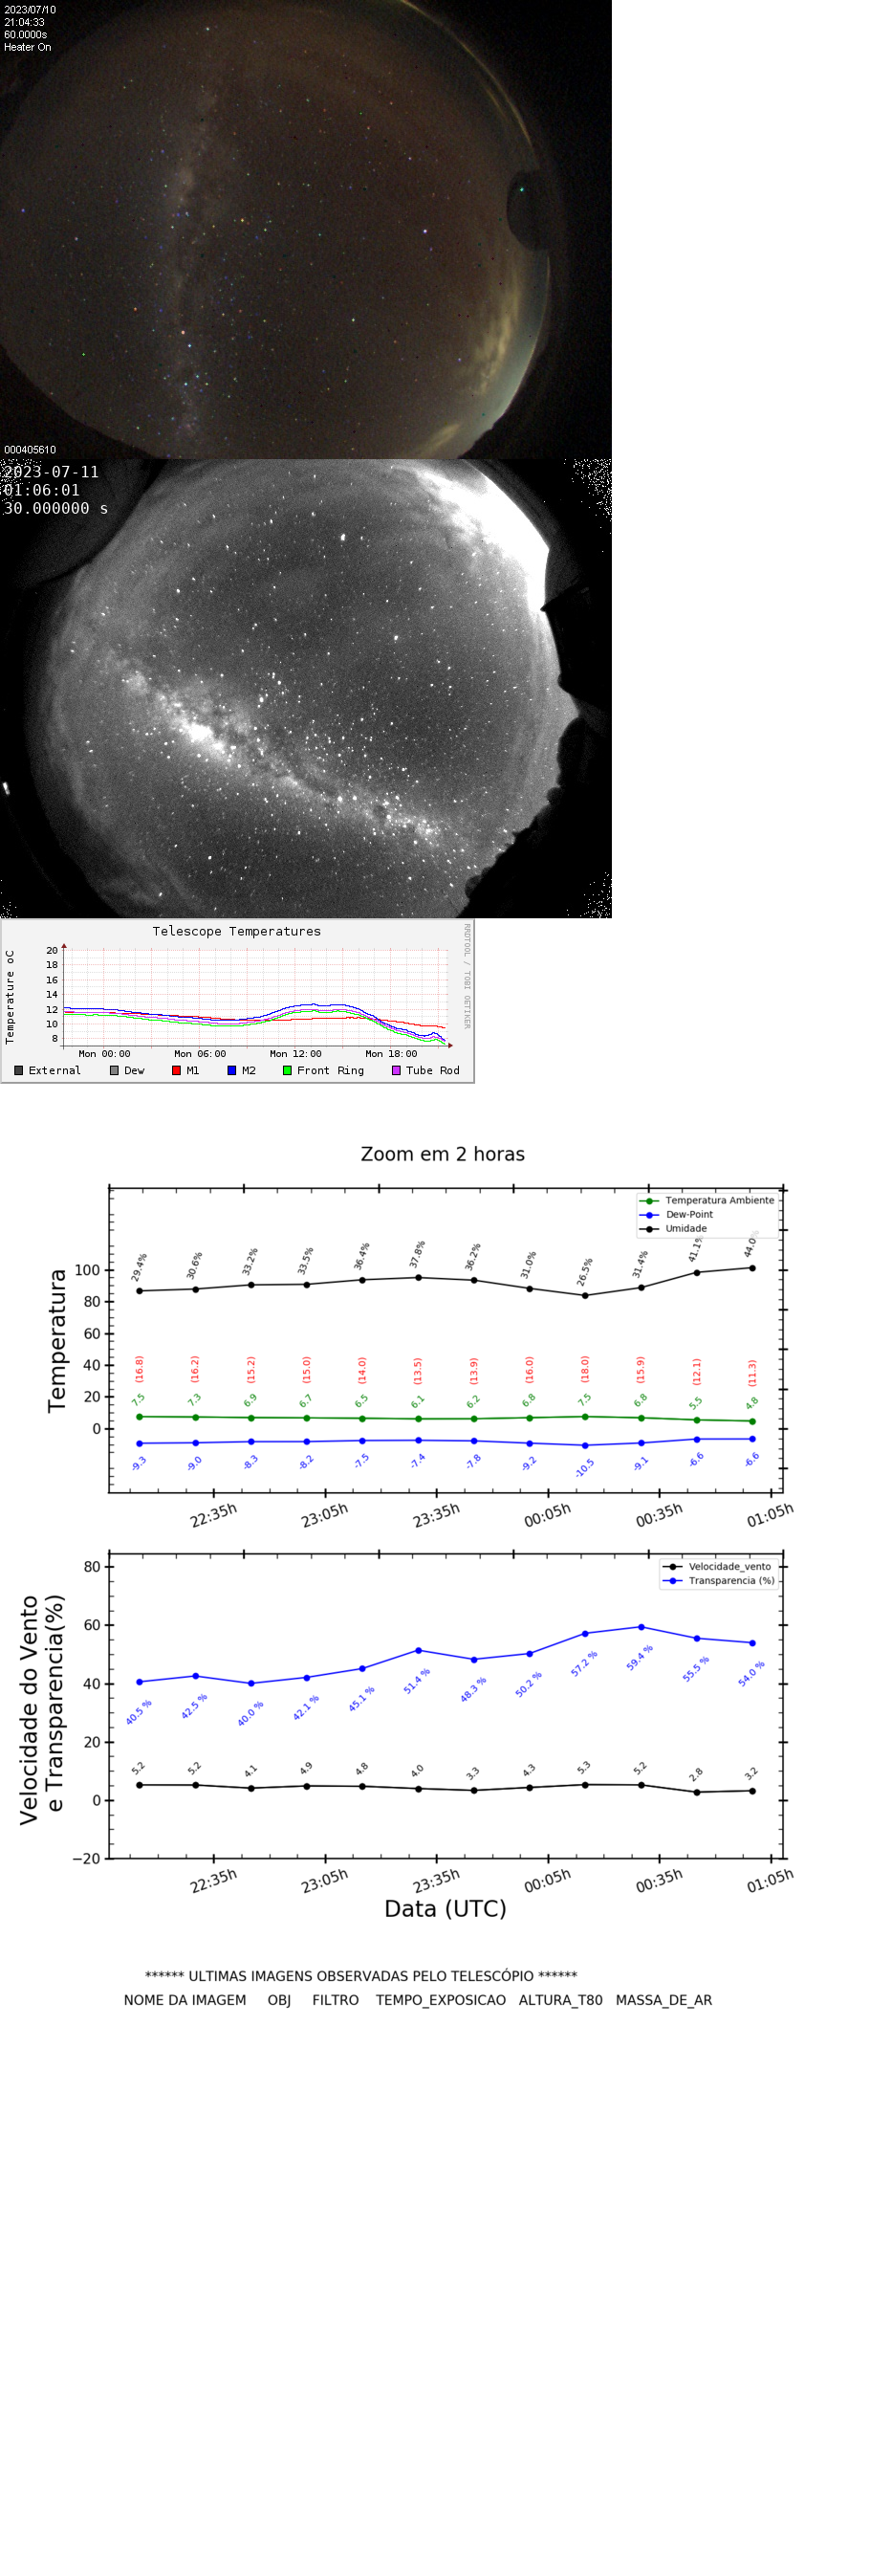 2023/07/10
21:04:33
60.0000s
Heater On
000405610
2023-07-11
01:06:01
30.000000 s
Telescope Temperatures
RRDTOOL / TOBI OETIKER
Temperature oC
20
18
16
14
12
10
8
Mon 00:00 Mon 06:00 Mon 12:00 Mon 18:00
External Dew M1 M2 Front Ring Tube Rod
Zoom em 2 horas
Temperatura Ambiente
Dew-Point
Umidade
Temperatura
100
80
60
40
20
0
29.4% 30.6% 33.2% 33.5% 36.4% 37.8% 36.2% 31.0% 26.5% 31.4% 41.1% 44.0%
(16.8) (16.2) (15.2) (15.0) (14.0) (13.5) (13.9) (16.0) (18.0) (15.9) (12.1) (11.3)
7.5 7.3 6.9 6.7 6.5 6.1 6.2 6.8 7.5 6.8 5.5 4.8
-9.3 -9.0 -8.3 -8.2 -7.5 -7.4 -7.8 -9.2 -10.5 -9.1 -6.6 -6.6
22:35h 23:05h 23:35h 00:05h 00:35h 01:05h
Velocidade_vento
Transparencia (%)
Velocidade do Vento
e Transparencia(%)
80
60
40
20
0
−20
40.5 % 42.5 % 40.0 % 42.1 % 45.1 % 51.4 % 48.3 % 50.2 % 57.2 % 59.4 % 55.5 % 54.0 %
5.2 5.2 4.1 4.9 4.8 4.0 3.3 4.3 5.3 5.2 2.8 3.2
22:35h 23:05h 23:35h 00:05h 00:35h 01:05h
Data (UTC)
****** ULTIMAS IMAGENS OBSERVADAS PELO TELESCÓPIO ******
NOME DA IMAGEM OBJ FILTRO TEMPO_EXPOSICAO ALTURA_T80 MASSA_DE_AR